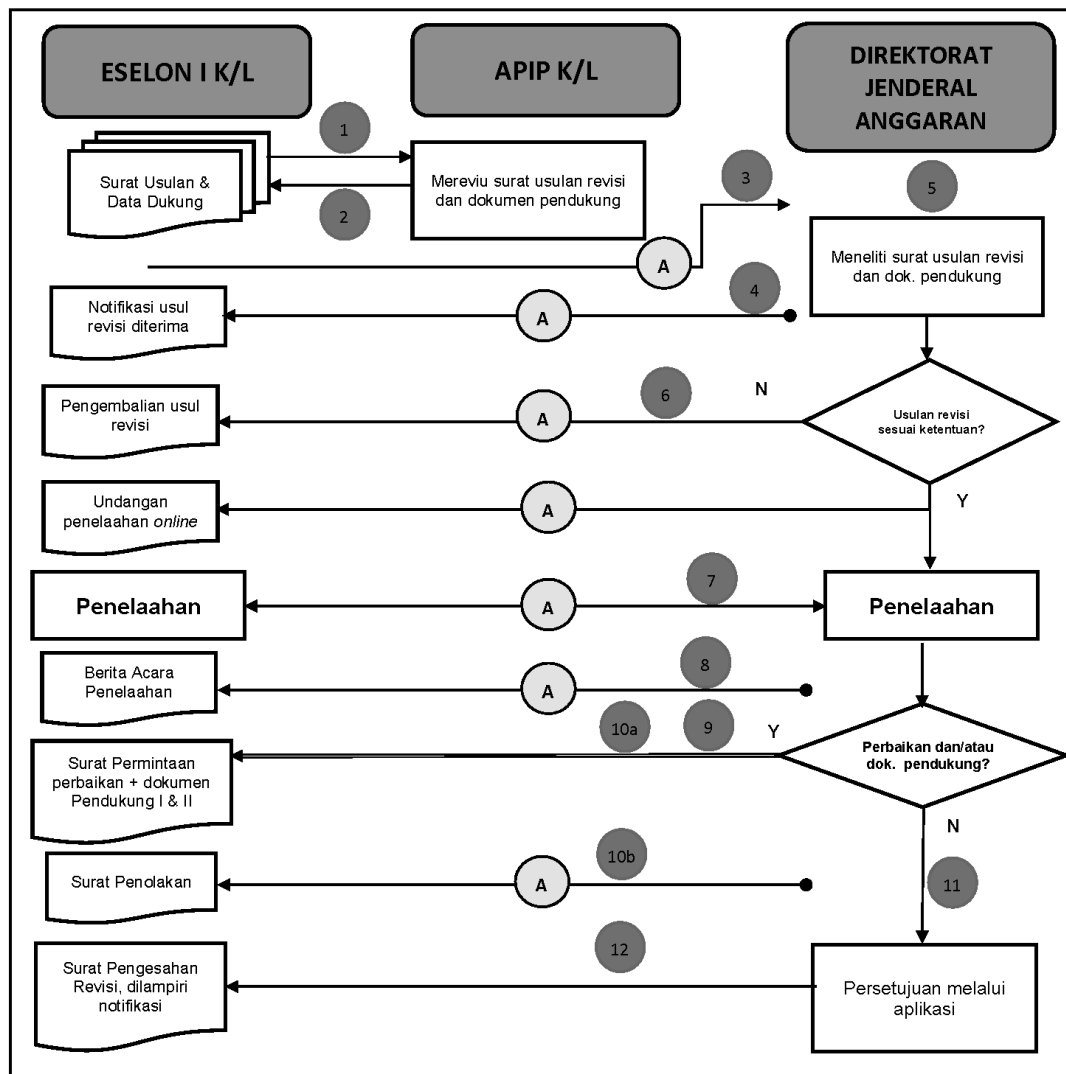 ESELON I K/L
APIP K/L
DIREKTORAT
JENDERAL
ANGGARAN
1
Surat Usulan &
Data Dukung
2
Mereviu surat usulan revisi
dan dokumen pendukung
3
5
A
Meneliti surat usulan revisi
dan dok. pendukung
4
Notifikasi usul
revisi diterima
A
6
N
Pengembalian usul
revisi
A
Usulan revisi
sesuai ketentuan?
Undangan
penelaahan online
A
Y
7
Penelaahan
A
Penelaahan
8
Berita Acara
Penelaahan
A
10a
9
Y
Surat Permintaan
perbaikan + dokumen
Pendukung I & II
Perbaikan dan/atau
dok. pendukung?
N
10b
Surat Penolakan
A
11
12
Surat Pengesahan
Revisi, dilampiri
notifikasi
Persetujuan melalui
aplikasi